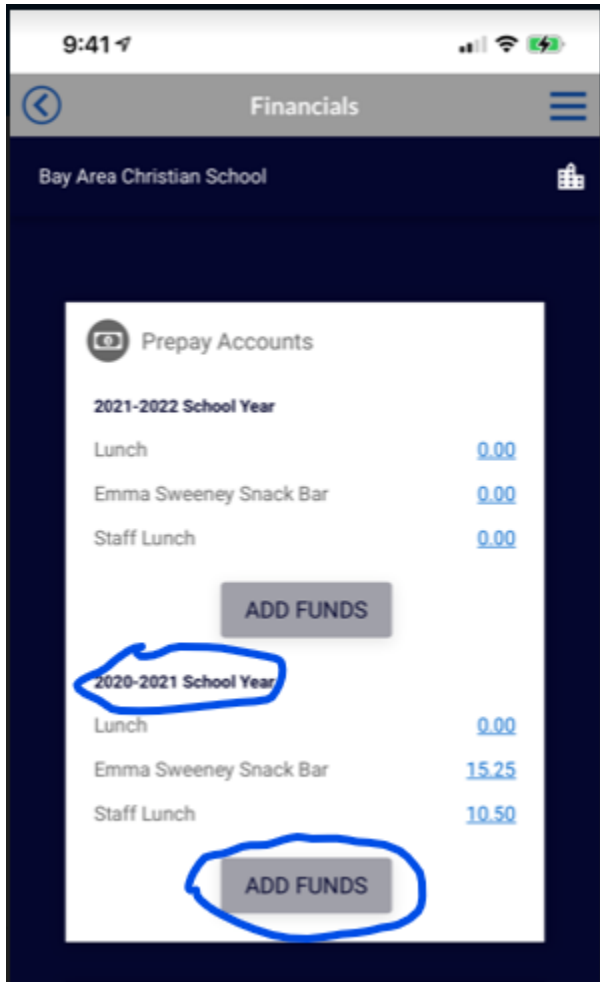 9:41
Financials
Bay Area Christian School
Prepay Accounts
2021-2022 School Year
Lunch 0.00
Emma Sweeney Snack Bar 0.00
Staff Lunch 0.00
ADD FUNDS
2020-2021 School Year
Lunch 0.00
Emma Sweeney Snack Bar 15.25
Staff Lunch 10.50
ADD FUNDS